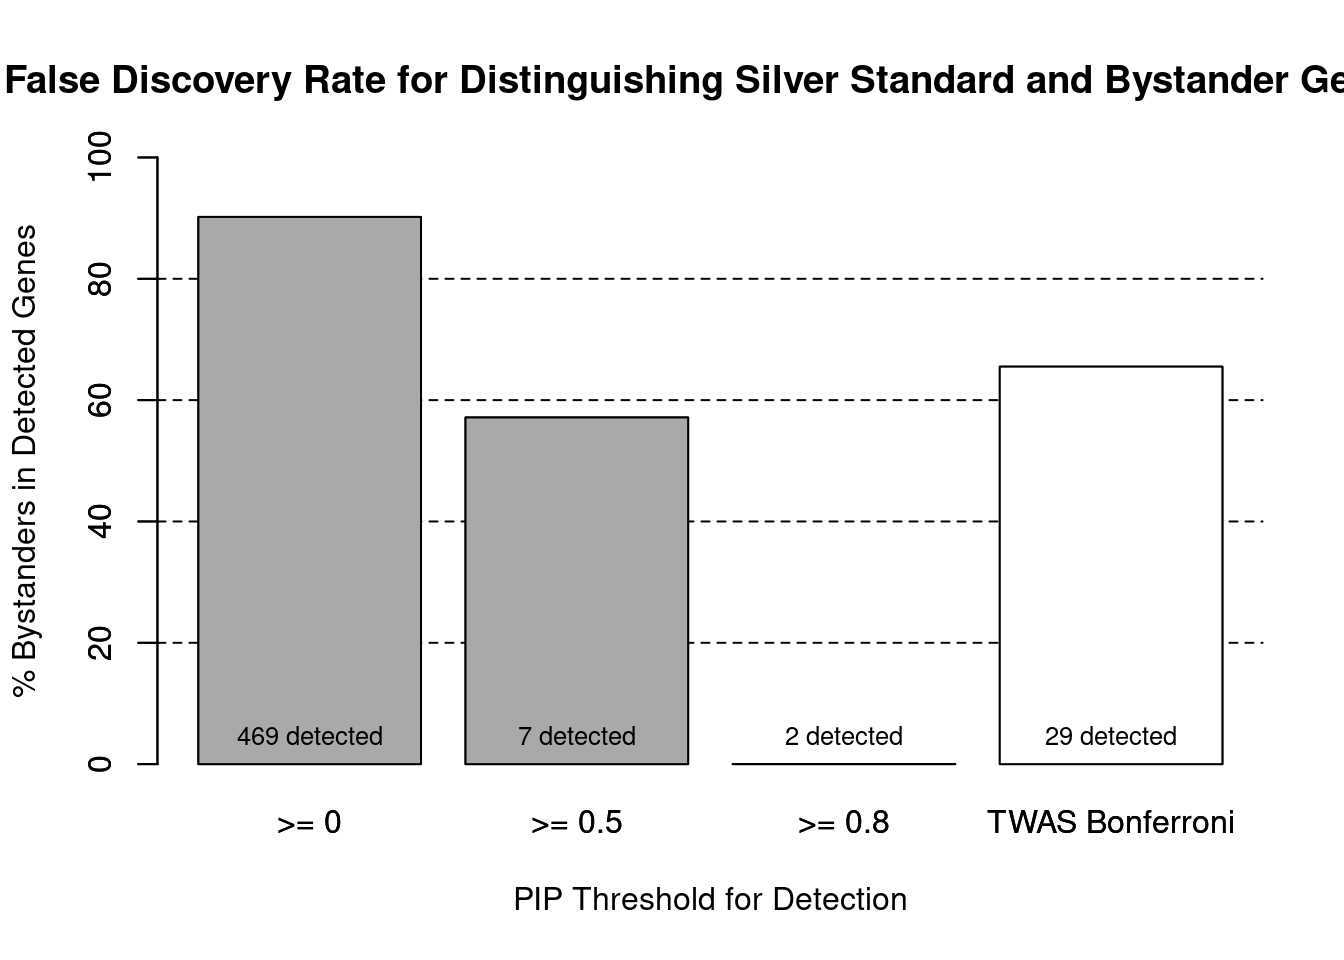 False Discovery Rate for Distinguishing Silver Standard and Bystander Ge
% Bystanders in Detected Genes
100
80
60
40
20
0
469 detected
7 detected
2 detected
29 detected
>= 0
>= 0.5
>= 0.8
TWAS Bonferroni
PIP Threshold for Detection